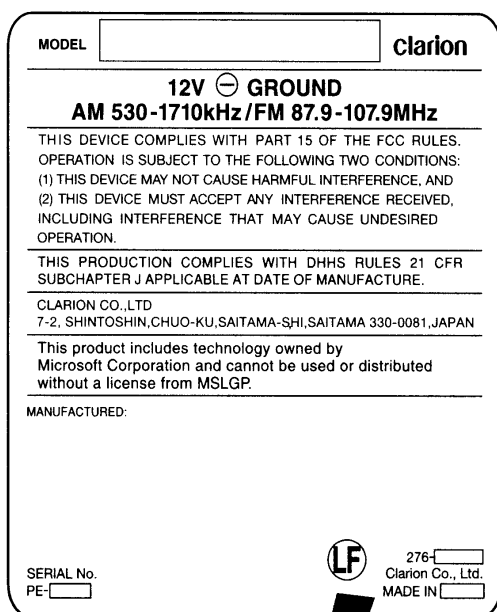 MODEL clarion
12V ⊖ GROUND
AM 530-1710kHz/FM 87.9-107.9MHz
THIS DEVICE COMPLIES WITH PART 15 OF THE FCC RULES.
OPERATION IS SUBJECT TO THE FOLLOWING TWO CONDITIONS:
(1) THIS DEVICE MAY NOT CAUSE HARMFUL INTERFERENCE, AND
(2) THIS DEVICE MUST ACCEPT ANY INTERFERENCE RECEIVED,
INCLUDING INTERFERENCE THAT MAY CAUSE UNDESIRED
OPERATION.
THIS PRODUCTION COMPLIES WITH DHHS RULES 21 CFR
SUBCHAPTER J APPLICABLE AT DATE OF MANUFACTURE.
CLARION CO.,LTD
7-2, SHINTOSHIN,CHUO-KU,SAITAMA-SHI,SAITAMA 330-0081,JAPAN
This product includes technology owned by
Microsoft Corporation and cannot be used or distributed
without a license from MSLGP.
MANUFACTURED:
LF
276-
SERIAL No. Clarion Co., Ltd.
PE- MADE IN